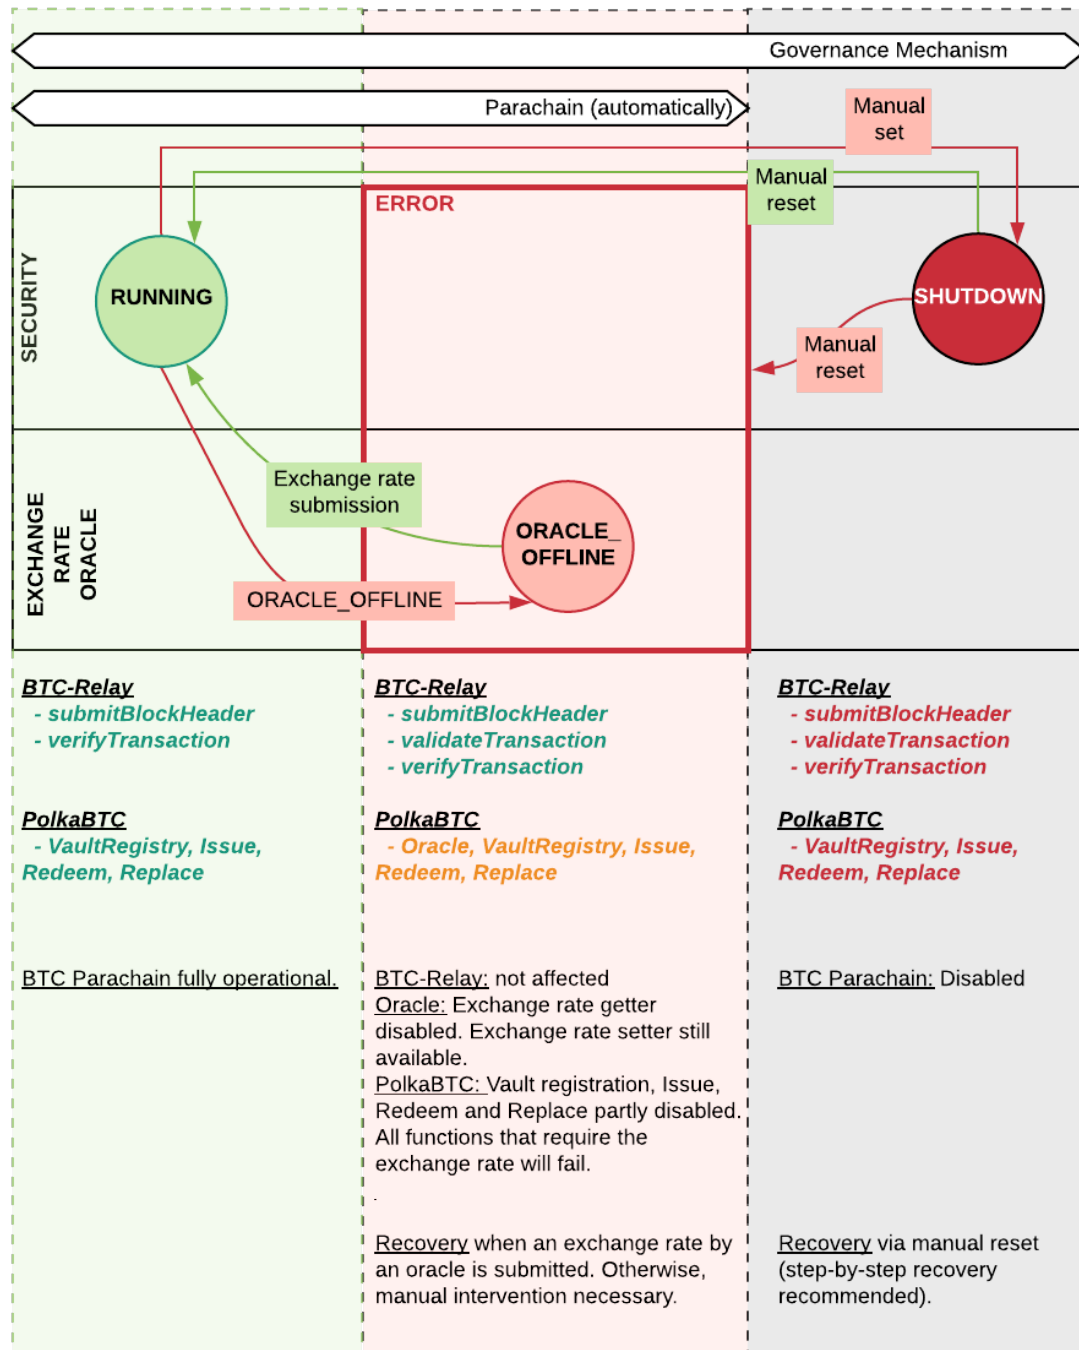 Governance Mechanism
Parachain (automatically)
Manual
set
Manual
reset
ERROR
SECURITY
RUNNING
SHUTDOWN
Manual
reset
Exchange rate
submission
EXCHANGE
RATE
ORACLE
ORACLE_
OFFLINE
ORACLE_OFFLINE
BTC-Relay
- submitBlockHeader
- verifyTransaction
PolkaBTC
- VaultRegistry, Issue,
Redeem, Replace
BTC Parachain fully operational.
BTC-Relay
- submitBlockHeader
- validateTransaction
- verifyTransaction
PolkaBTC
- Oracle, VaultRegistry, Issue,
Redeem, Replace
BTC-Relay: not affected
Oracle: Exchange rate getter
disabled. Exchange rate setter still
available.
PolkaBTC: Vault registration, Issue,
Redeem and Replace partly disabled.
All functions that require the
exchange rate will fail.
.
Recovery when an exchange rate by
an oracle is submitted. Otherwise,
manual intervention necessary.
BTC-Relay
- submitBlockHeader
- validateTransaction
- verifyTransaction
PolkaBTC
- VaultRegistry, Issue,
Redeem, Replace
BTC Parachain: Disabled
Recovery via manual reset
(step-by-step recovery
recommended).